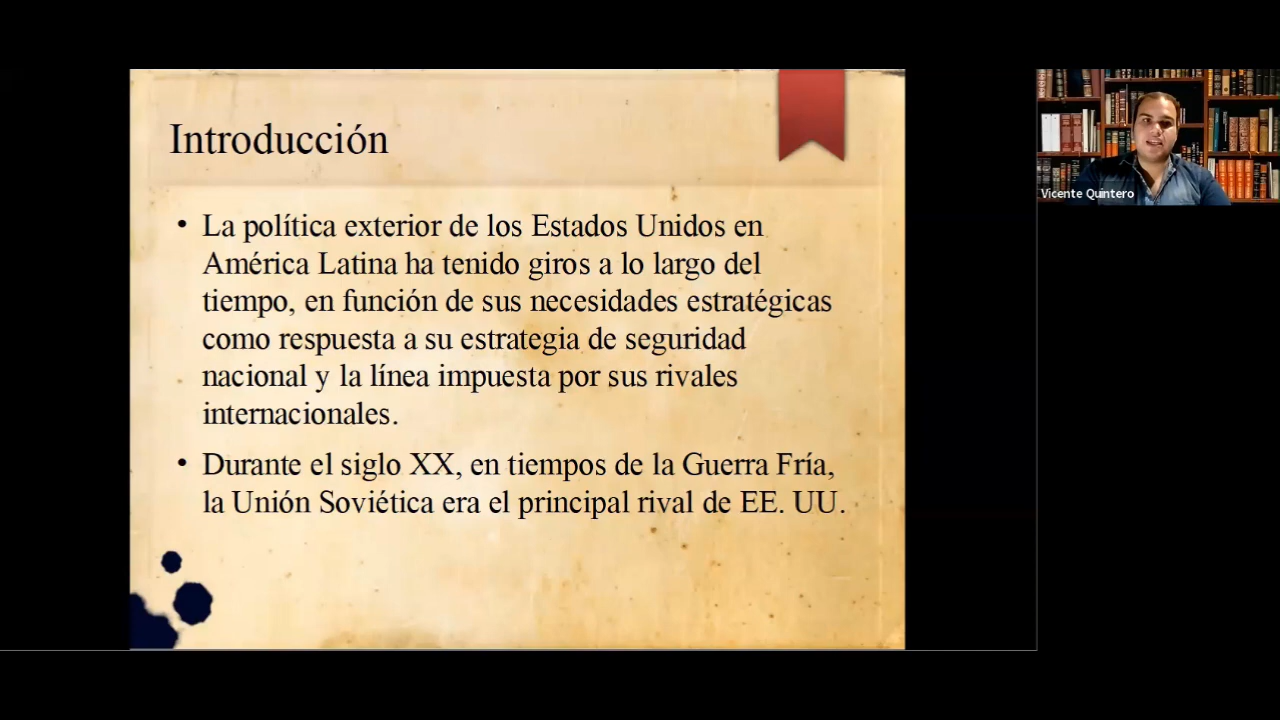 Introducción
• La política exterior de los Estados Unidos en
América Latina ha tenido giros a lo largo del
tiempo, en función de sus necesidades estratégicas
como respuesta a su estrategia de seguridad
nacional y la línea impuesta por sus rivales
internacionales.
• Durante el siglo XX, en tiempos de la Guerra Fría,
la Unión Soviética era el principal rival de EE. UU.
Vicente Quintero